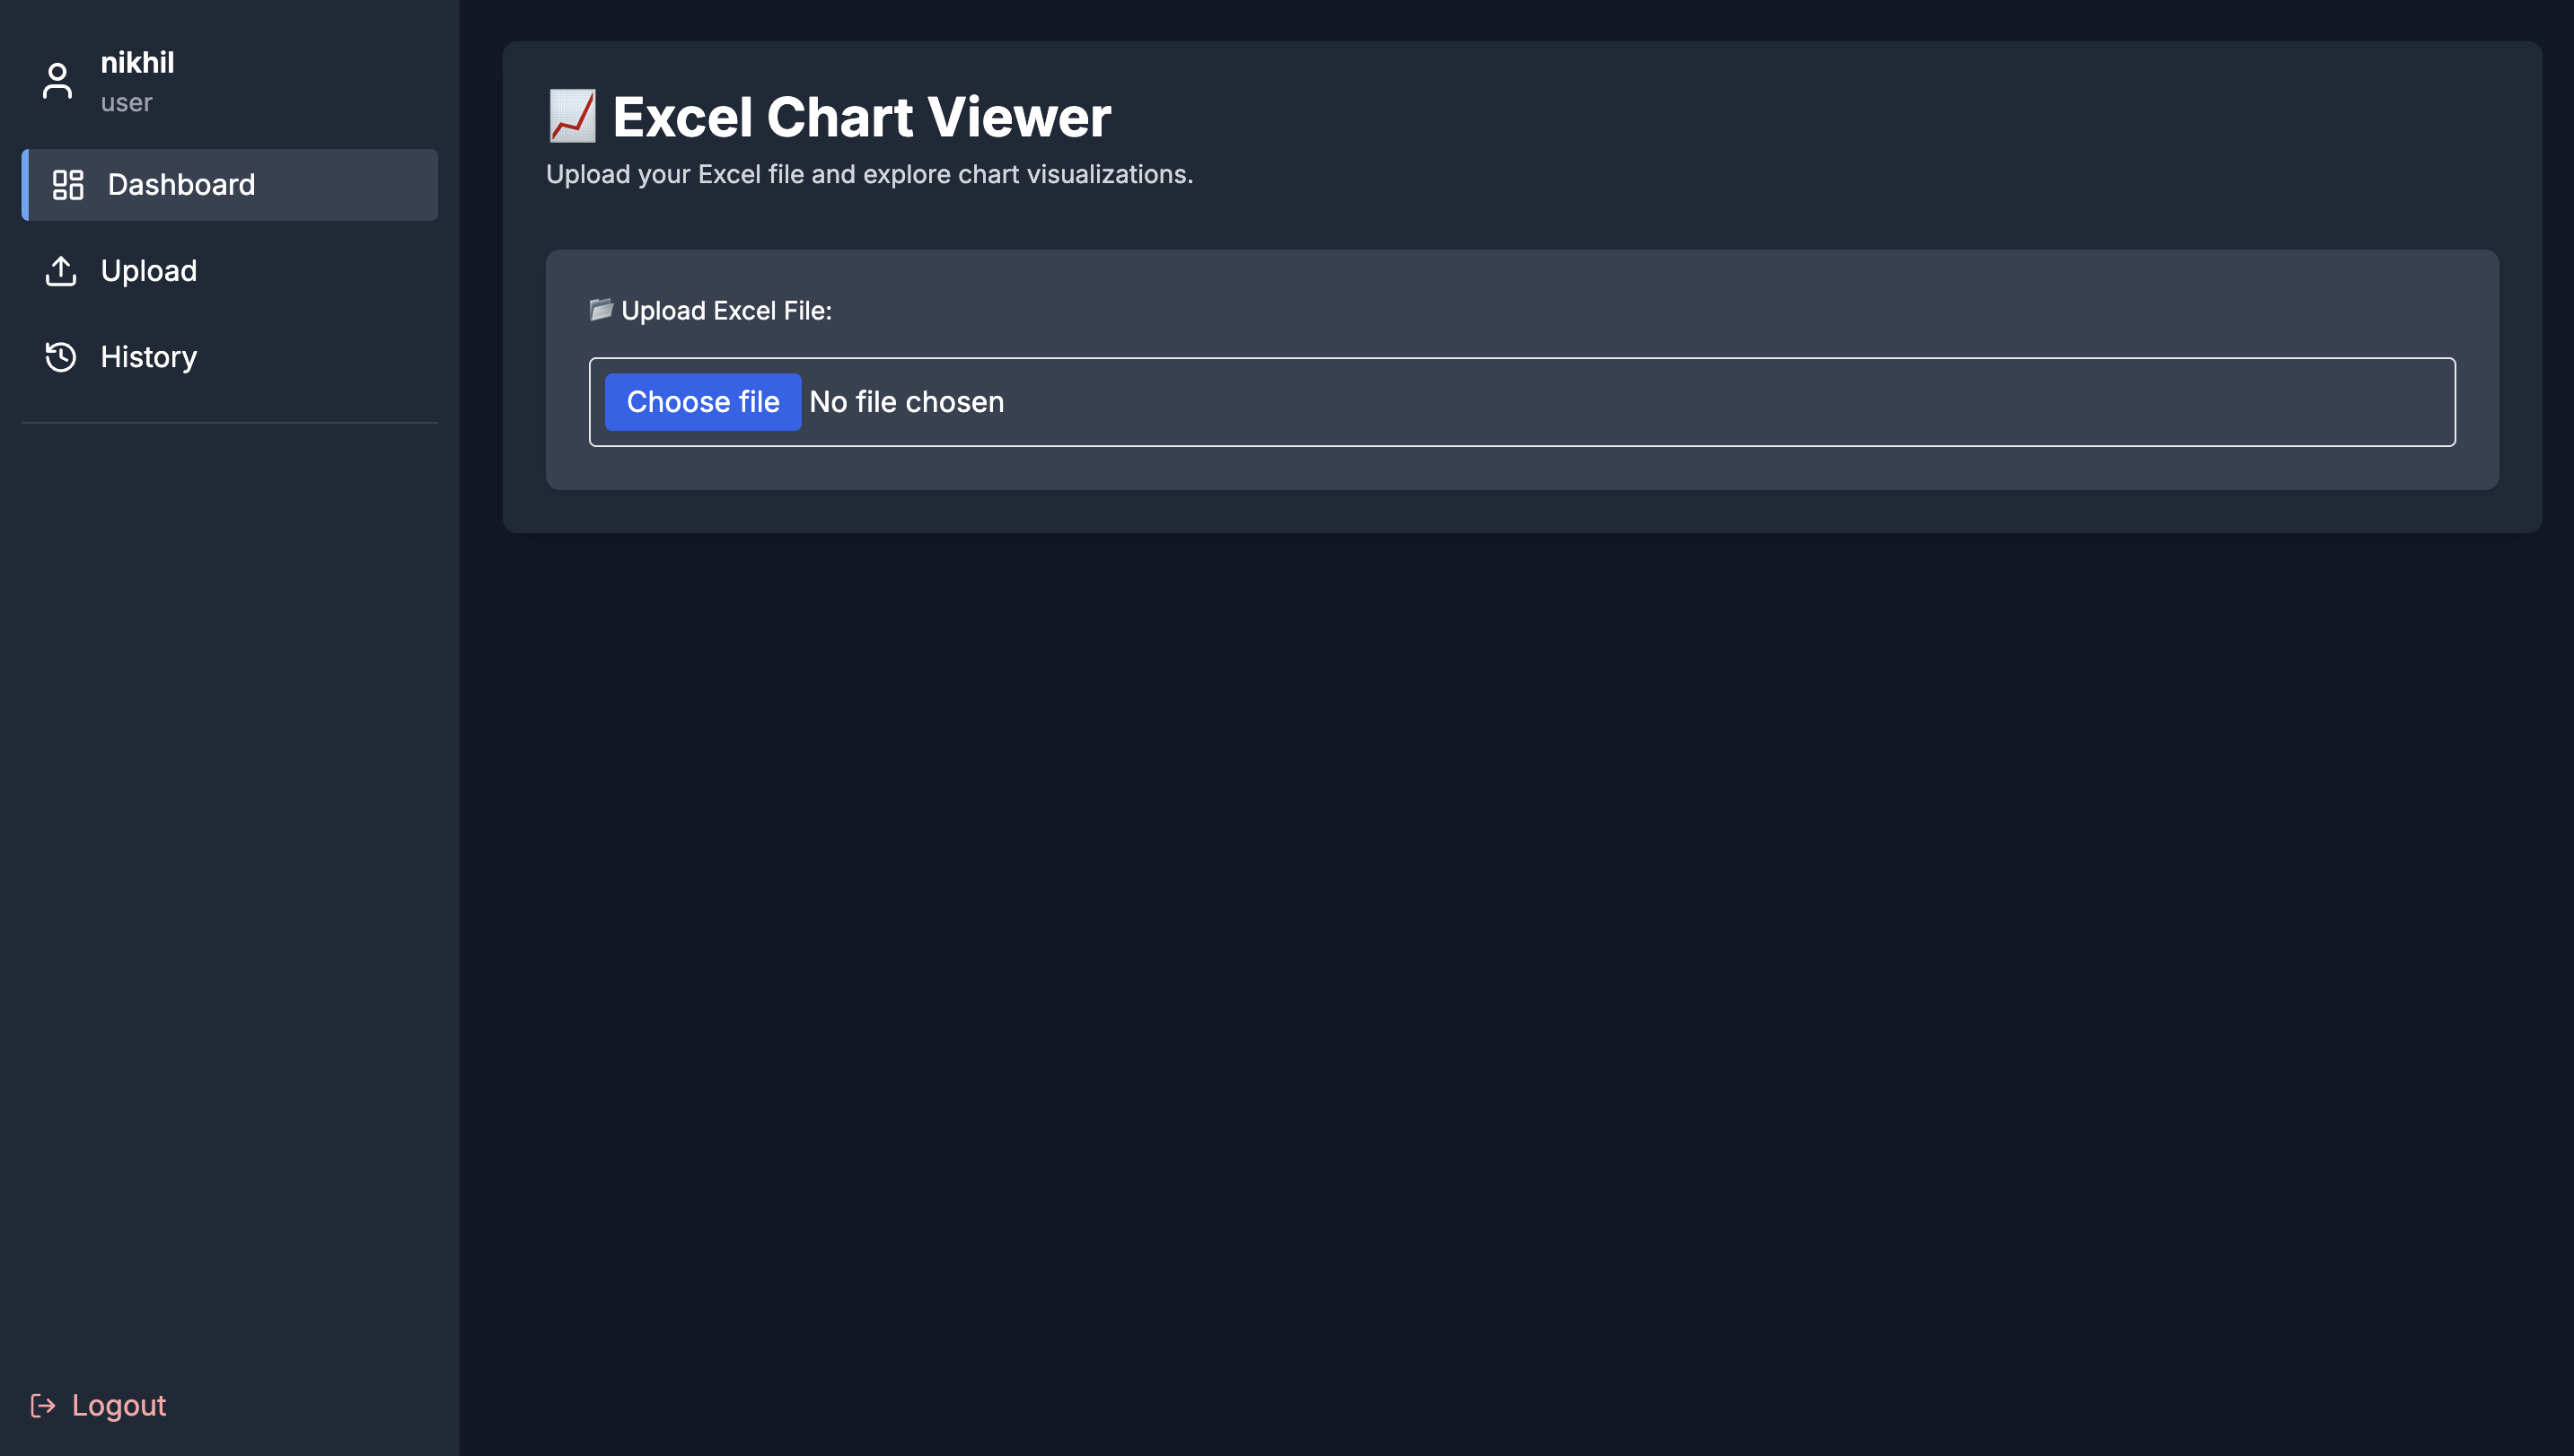 nikhil
user
Dashboard
Upload
History
Logout
Excel Chart Viewer
Upload your Excel file and explore chart visualizations.
Upload Excel File:
Choose file No file chosen